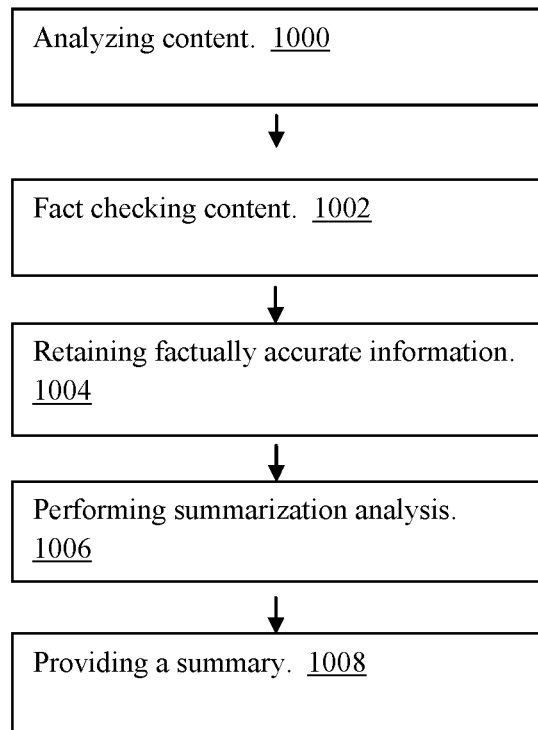 Analyzing content. 1000
Fact checking content. 1002
Retaining factually accurate information.
1004
Performing summarization analysis.
1006
Providing a summary. 1008